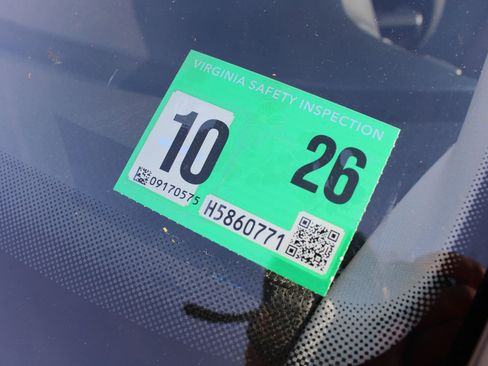 VIRGINIA SAFETY INSPECTION
10 26
09170575
H5860771